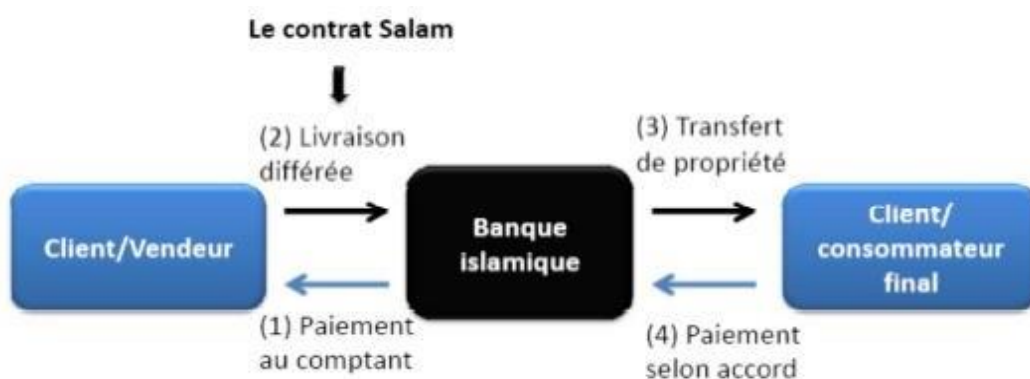 Le contrat Salam
(2) Livraison
différée
(3) Transfert
de propriété
Client/Vendeur
Banque
islamique
Client/
consommateur
final
(1) Paiement
au comptant
(4) Paiement
selon accord